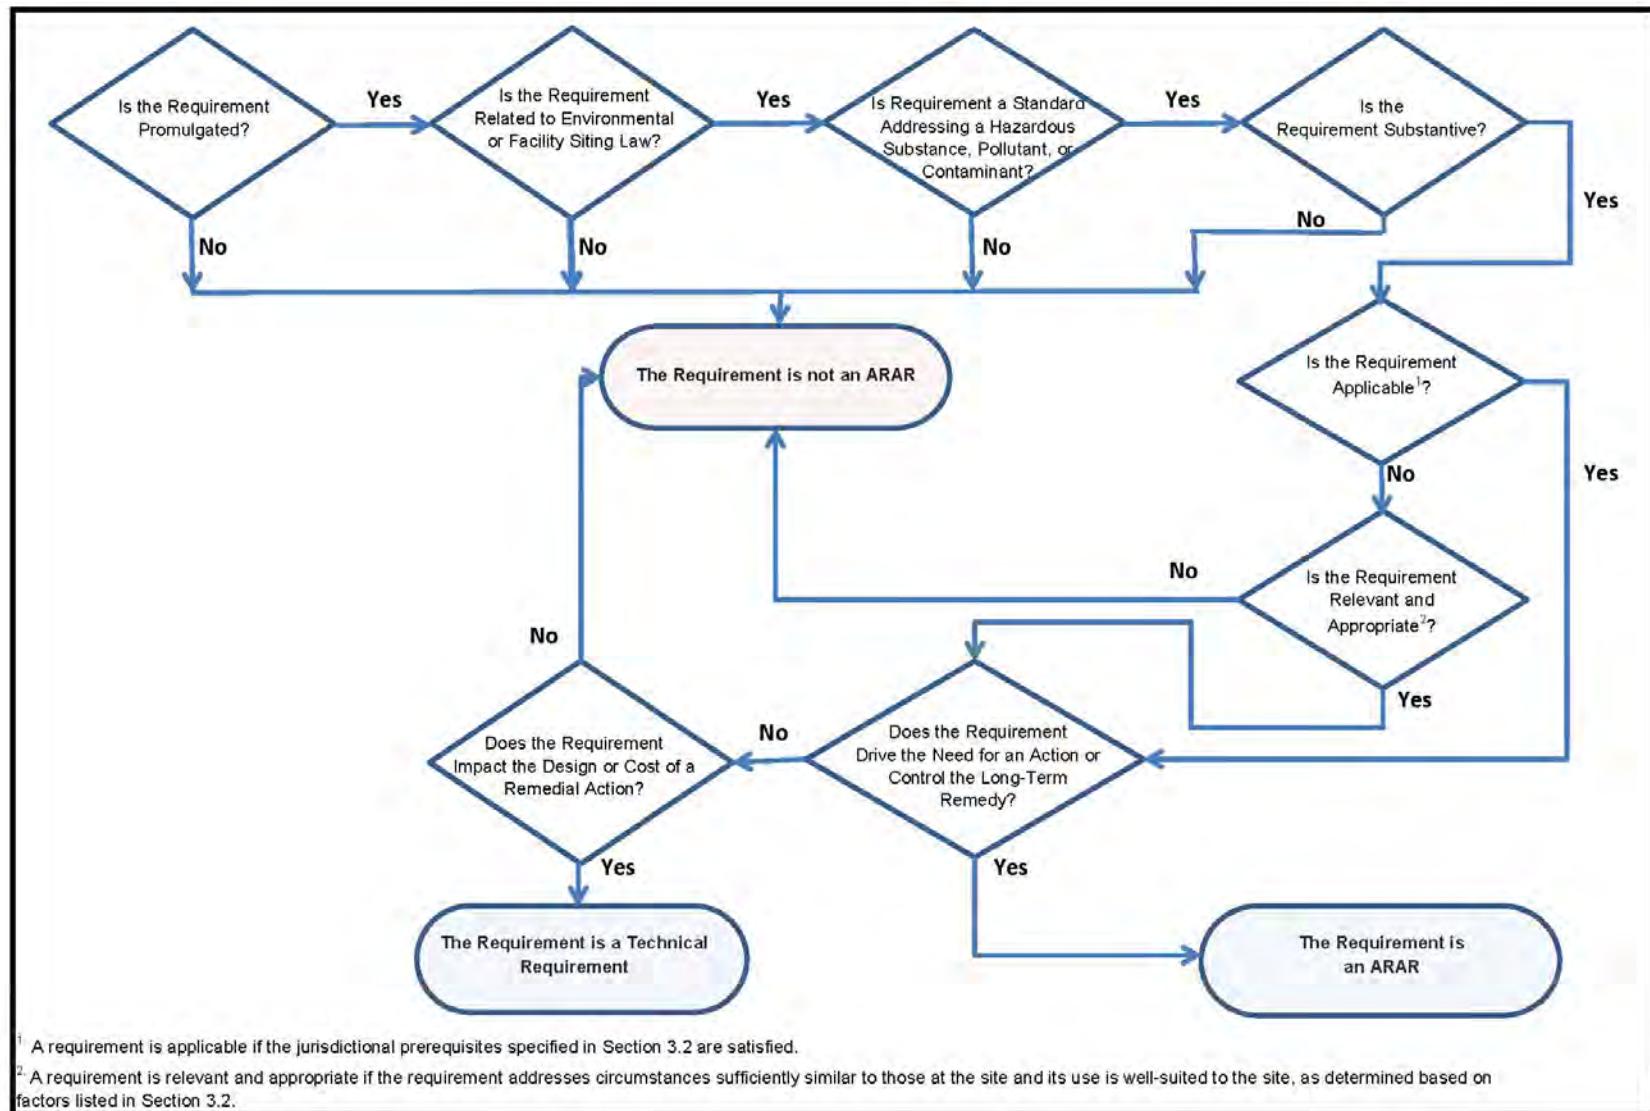 Is the Requirement
Promulgated?
Yes
Is the Requirement
Related to Environmental
or Facility Siting Law?
Yes
Is Requirement a Standard
Addressing a Hazardous
Substance, Pollutant, or
Contaminant?
Yes
Is the
Requirement Substantive?
Yes
No
No
No
No
The Requirement is not an ARAR
Is the Requirement
Applicable¹?
Yes
No
Is the Requirement
Relevant and
Appropriate²?
No
Yes
Does the Requirement
Drive the Need for an Action or
Control the Long-Term
Remedy?
No
Yes
Does the Requirement
Impact the Design or Cost of a
Remedial Action?
No
Yes
The Requirement is a Technical
Requirement
The Requirement is
an ARAR
1. A requirement is applicable if the jurisdictional prerequisites specified in Section 3.2 are satisfied.
2. A requirement is relevant and appropriate if the requirement addresses circumstances sufficiently similar to those at the site and its use is well-suited to the site, as determined based on
factors listed in Section 3.2.